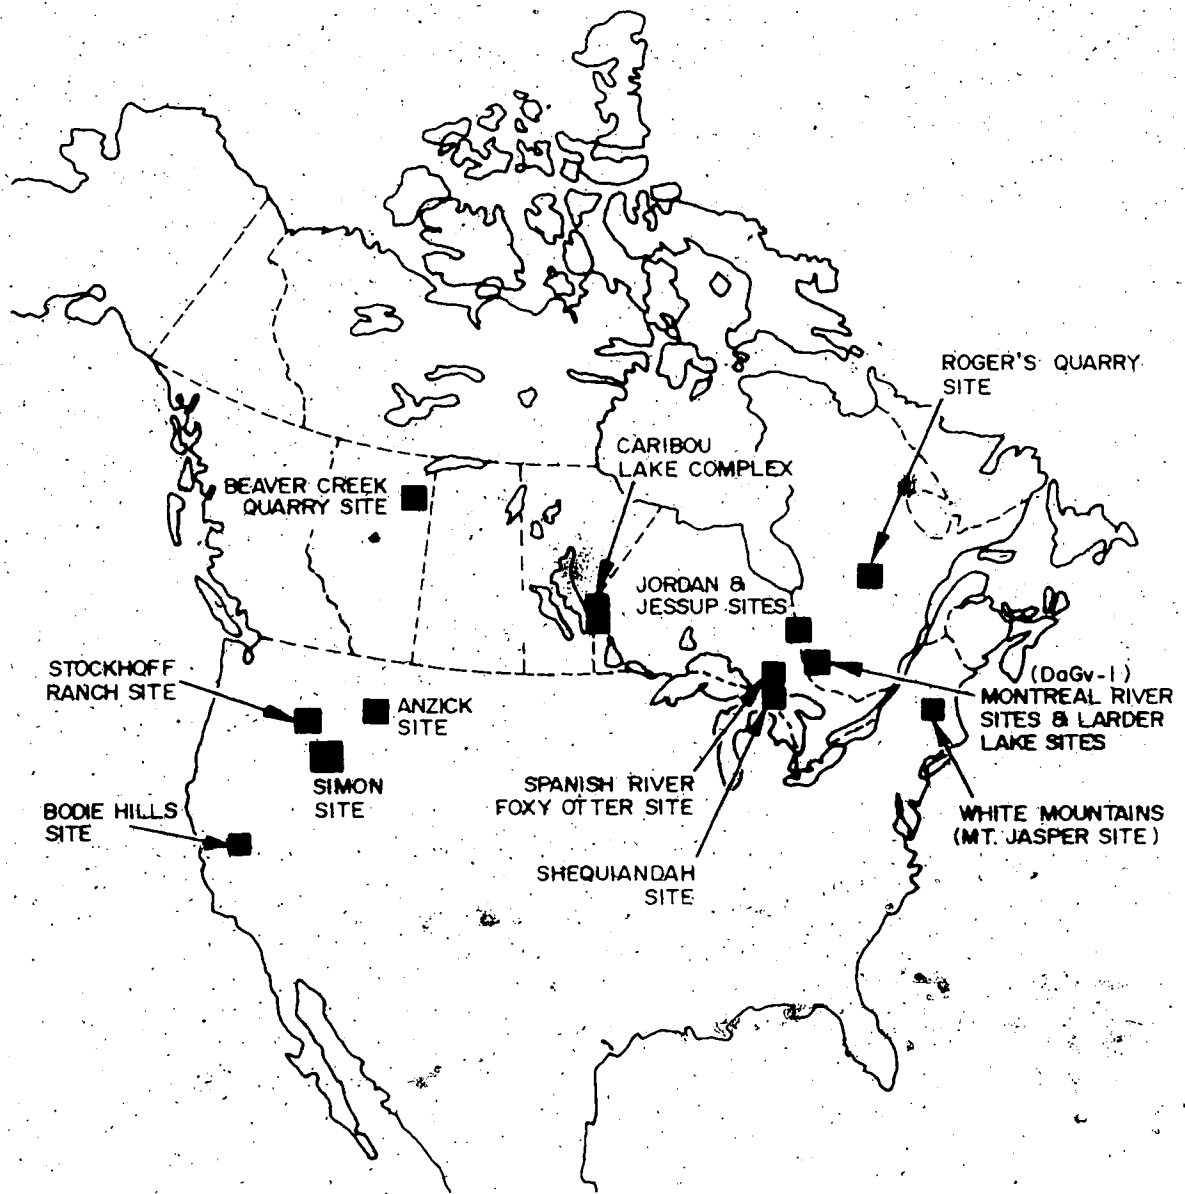 ROGER'S QUARRY
SITE
CARIBOU
LAKE COMPLEX
BEAVER CREEK
QUARRY SITE
JORDAN &
JESSUP SITES
STOCKHOFF
RANCH SITE
ANZICK
SITE
(DaGv-1)
MONTREAL RIVER
SITES & LARDER
LAKE SITES
SIMON
SITE
SPANISH RIVER
FOXY OTTER SITE
BODIE HILLS
SITE
WHITE MOUNTAINS
(MT. JASPER SITE)
SHEQUIANDAH
SITE